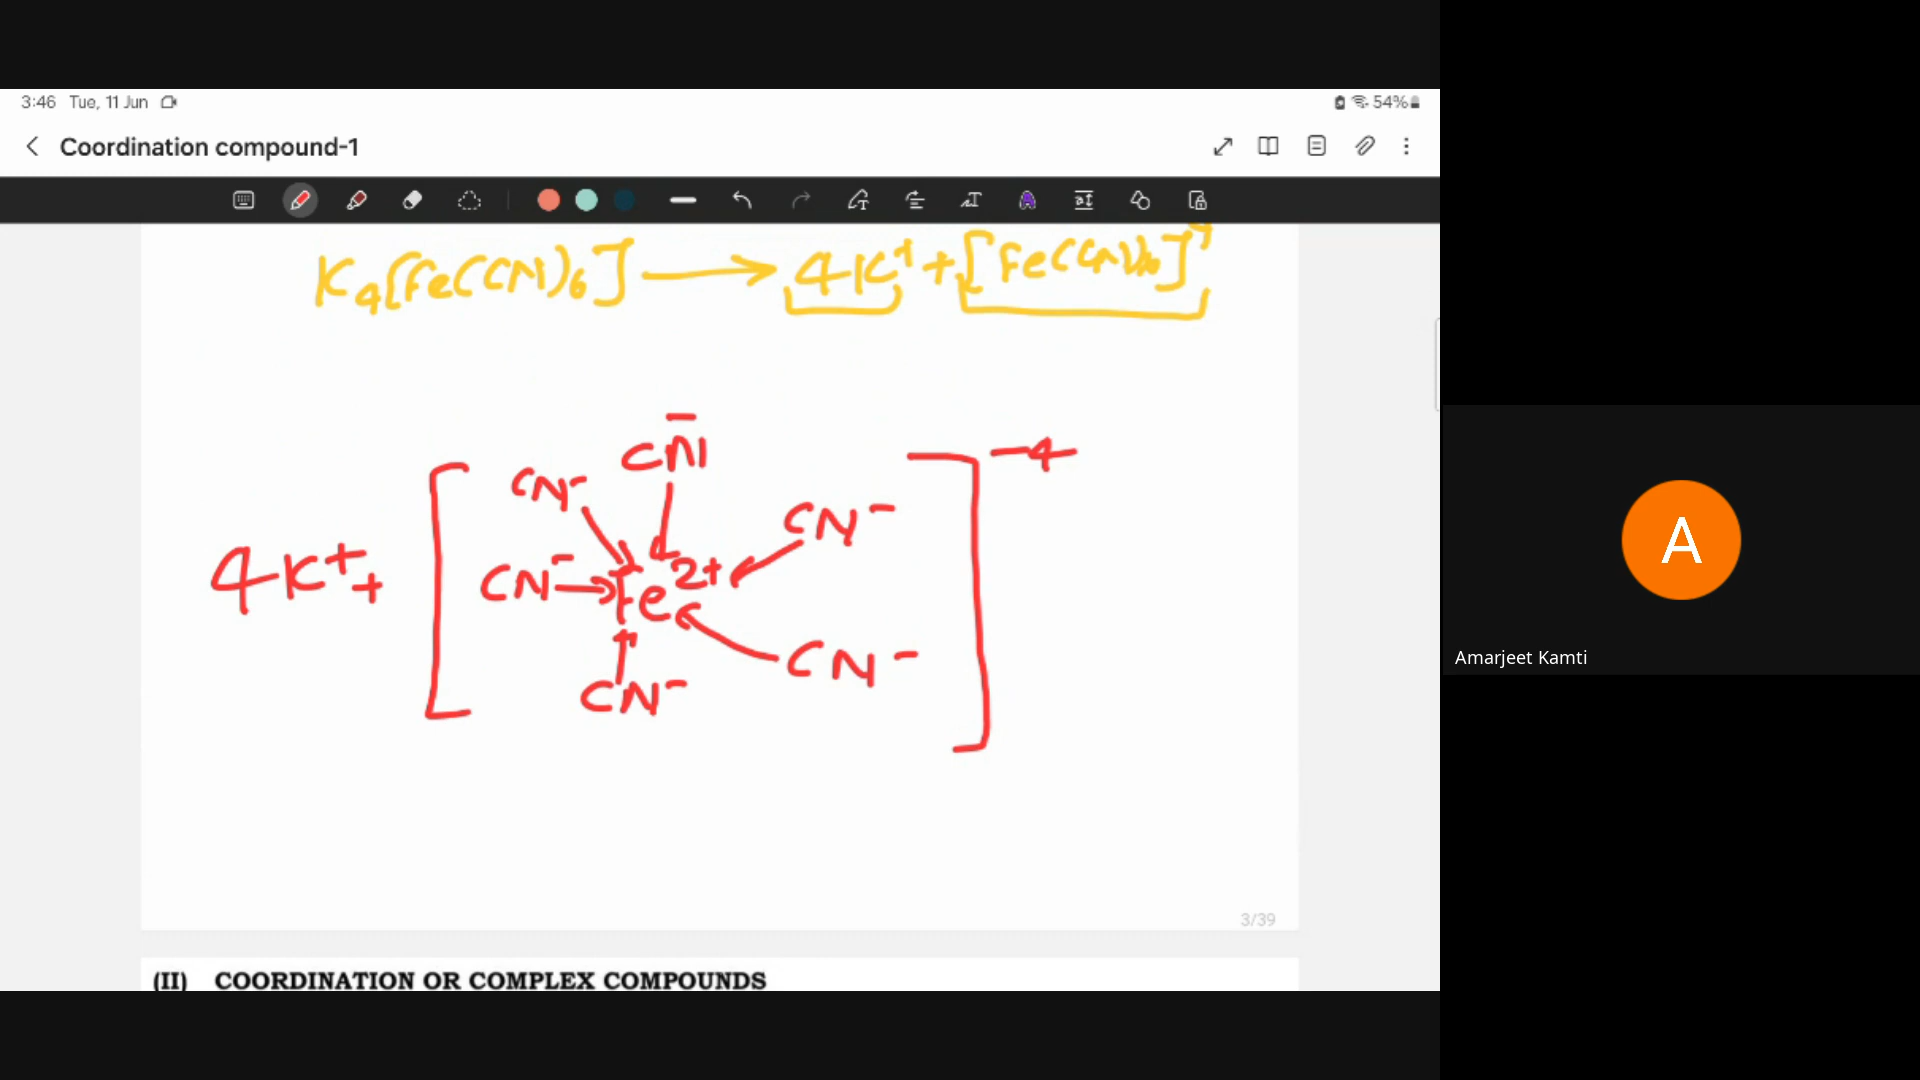 3:46 Tue, 11 Jun 54%
Coordination compound-1
K₄[Fe(CN)₆] → 4K⁺ + [Fe(CN)₆]
CN⁻ CN⁻
CN⁻
4K⁺ + [ CN⁻ → Fe²⁺ ]⁻⁴
CN⁻ CN⁻
A
Amarjeet Kamti
3/39
(II) COORDINATION OR COMPLEX COMPOUNDS